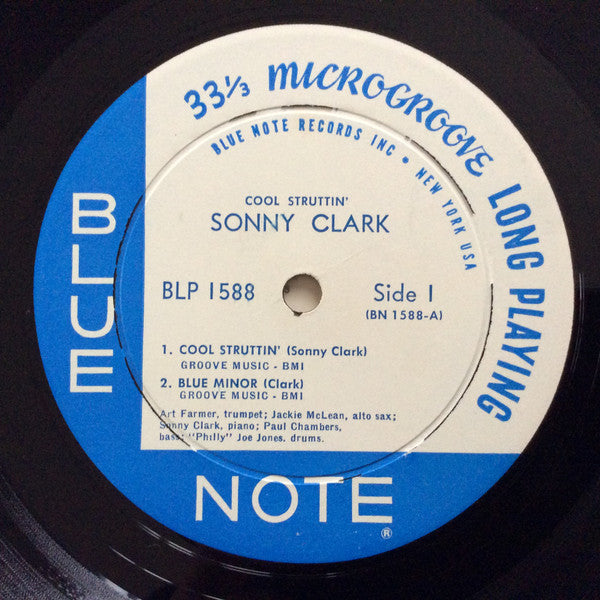 33⅓ MICROGROOVE LONG PLAYING
BLUE NOTE RECORDS INC • NEW YORK USA
COOL STRUTTIN'
SONNY CLARK
BLP 1588 Side 1
(BN 1588-A)
1. COOL STRUTTIN' (Sonny Clark)
GROOVE MUSIC - BMI
2. BLUE MINOR (Clark)
GROOVE MUSIC - BMI
Art Farmer, trumpet; Jackie McLean, alto sax;
Sonny Clark, piano; Paul Chambers,
bass; "Philly" Joe Jones, drums.
BLUE
NOTE ®